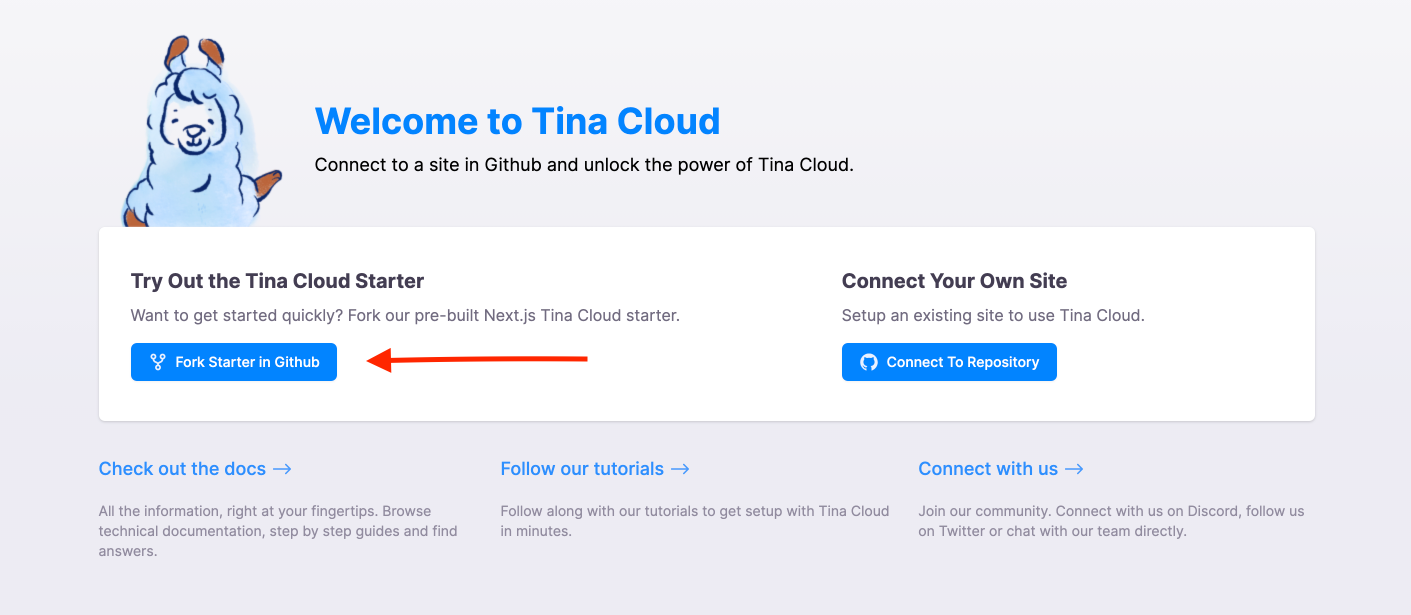 Welcome to Tina Cloud
Connect to a site in Github and unlock the power of Tina Cloud.
Try Out the Tina Cloud Starter
Want to get started quickly? Fork our pre-built Next.js Tina Cloud starter.
Fork Starter in Github
Connect Your Own Site
Setup an existing site to use Tina Cloud.
Connect To Repository
Check out the docs →
All the information, right at your fingertips. Browse
technical documentation, step by step guides and find
answers.
Follow our tutorials →
Follow along with our tutorials to get setup with Tina Cloud
in minutes.
Connect with us →
Join our community. Connect with us on Discord, follow us
on Twitter or chat with our team directly.